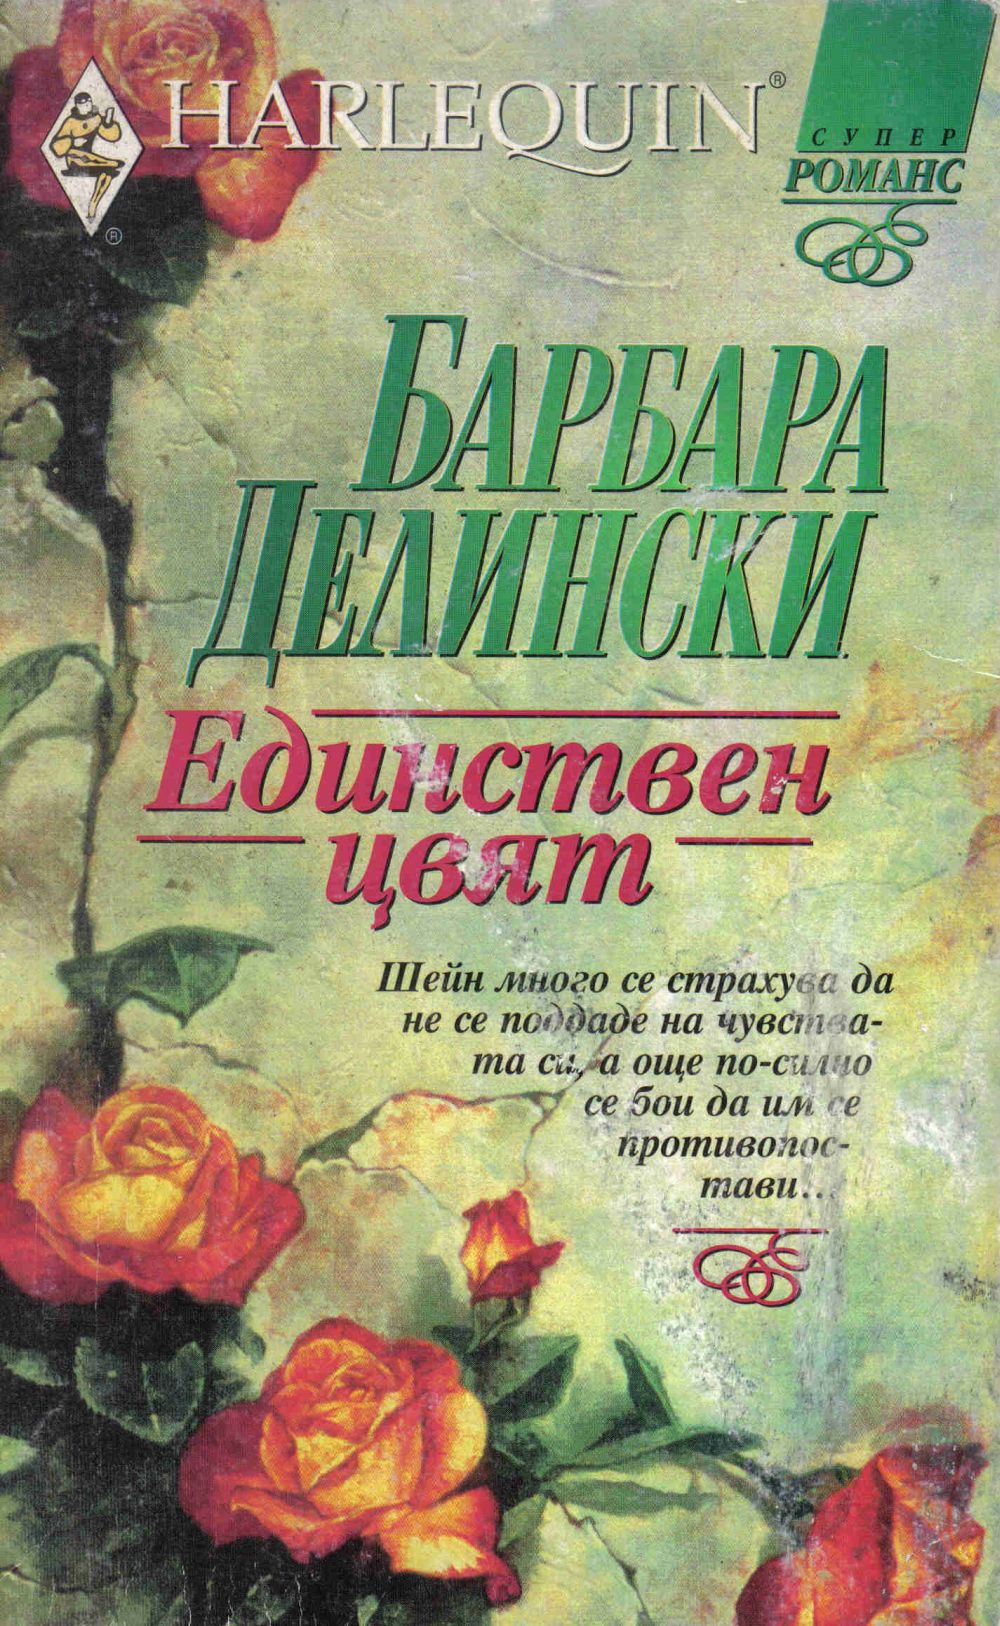 HARLEQUIN®
СУПЕР
РОМАНС
®
БАРБАРА
ДЕЛИНСКИ
Единствен
цвят
Шейн много се страхува да
не се поддаде на чувства-
та си, а още по-силно
се бои да им се
противопос-
тави...